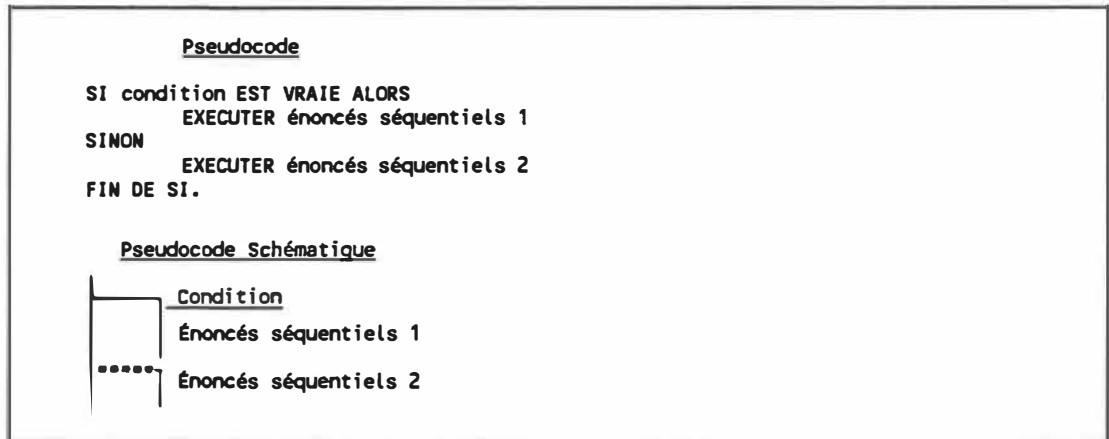 Pseudocode
SI condition EST VRAIE ALORS
EXECUTER énoncés séquentiels 1
SINON
EXECUTER énoncés séquentiels 2
FIN DE SI.
Pseudocode Schématique
Condition
Énoncés séquentiels 1
Énoncés séquentiels 2